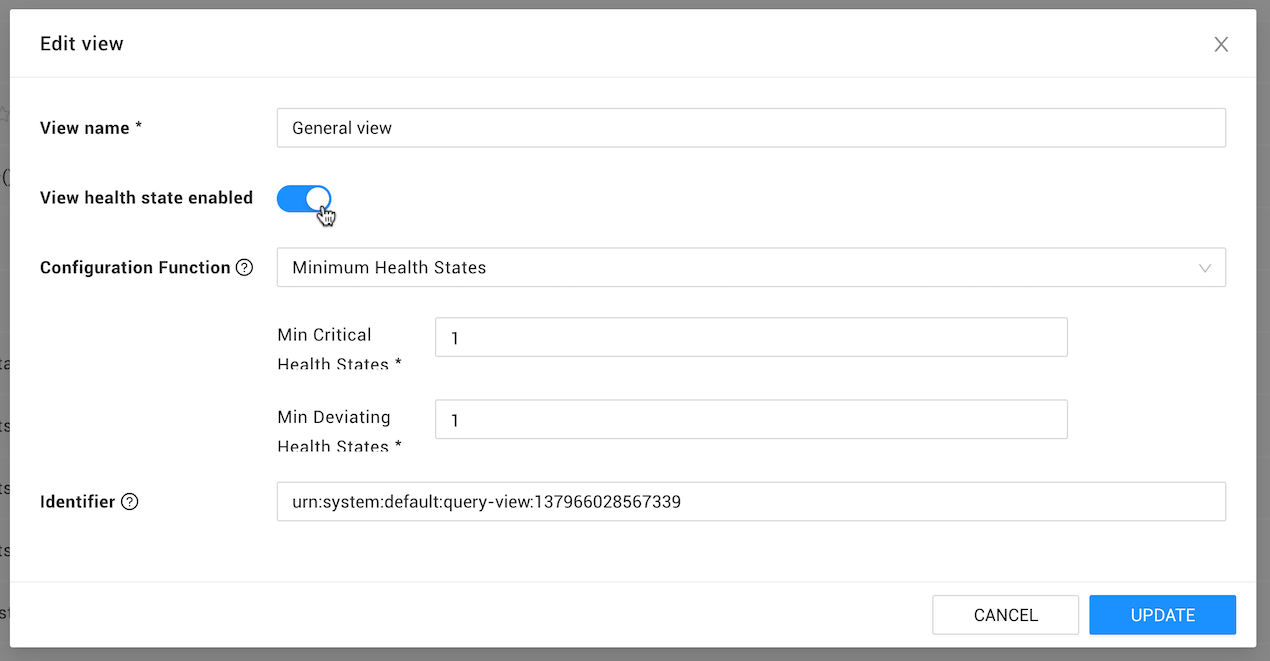 Edit view
View name *
General view
View health state enabled
Configuration Function
Minimum Health States
Min Critical
Health States *
1
Min Deviating
Health States *
1
Identifier
urn:system:default:query-view:137966028567339
CANCEL
UPDATE